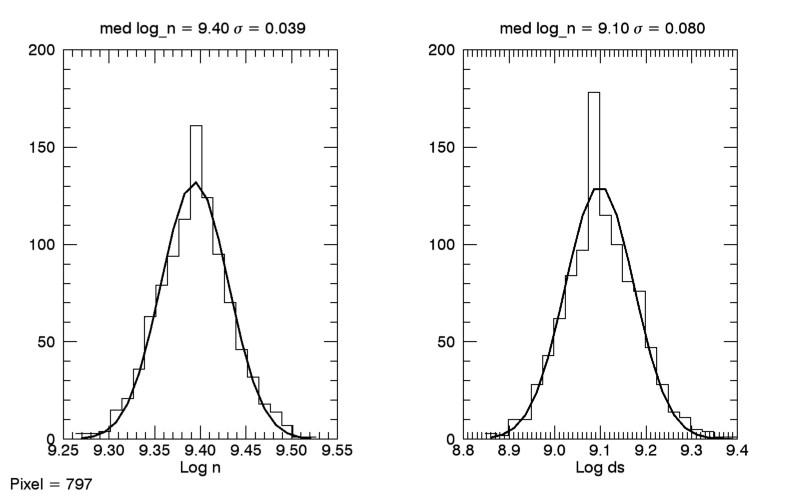 med log_n = 9.40 σ = 0.039
med log_n = 9.10 σ = 0.080
200
150
100
50
0
9.25 9.30 9.35 9.40 9.45 9.50 9.55
Log n
200
150
100
50
0
8.8 8.9 9.0 9.1 9.2 9.3 9.4
Log ds
Pixel = 797